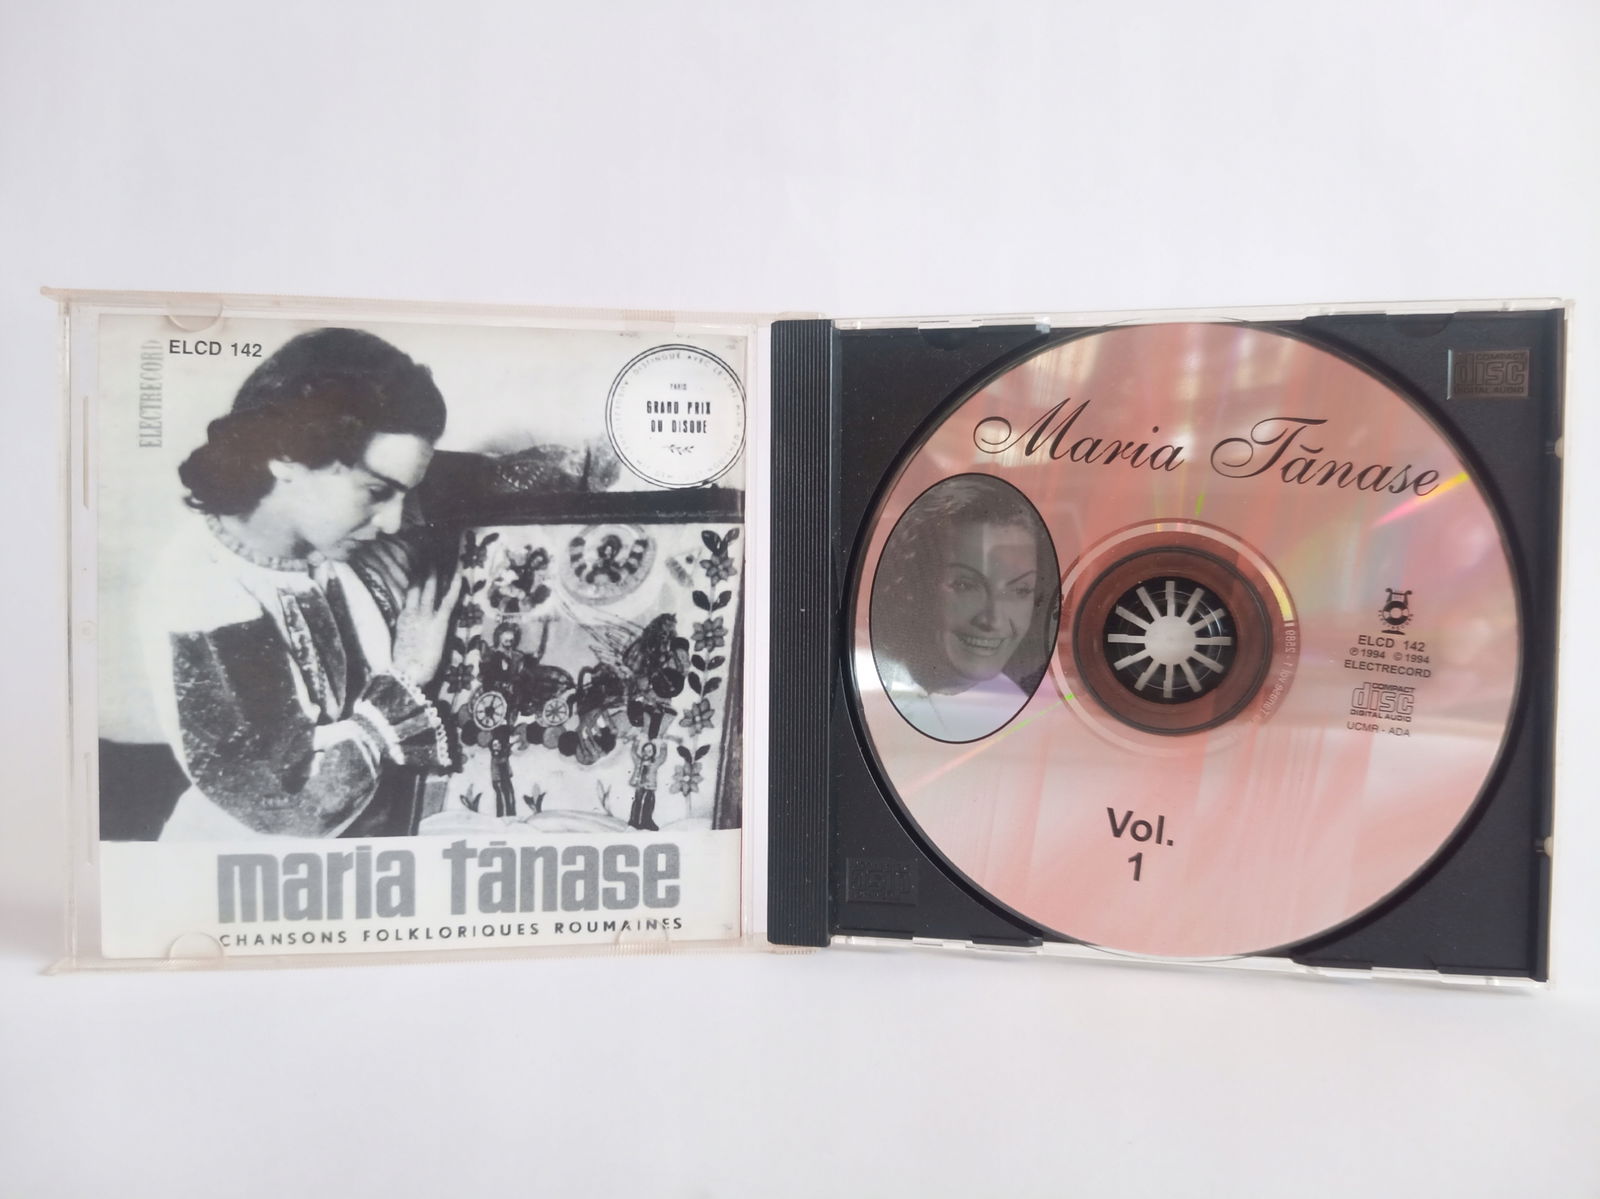 ELECTRECORD
ELCD 142
PARIS
GRAND PRIX
DU DISQUE
maria tănase
CHANSONS FOLKLORIQUES ROUMAINES
COMPACT
disc
DIGITAL AUDIO
Maria Tănase
ELCD 142
℗ 1994 © 1994
ELECTRECORD
COMPACT
disc
DIGITAL AUDIO
UCMR - ADA
Vol.
1